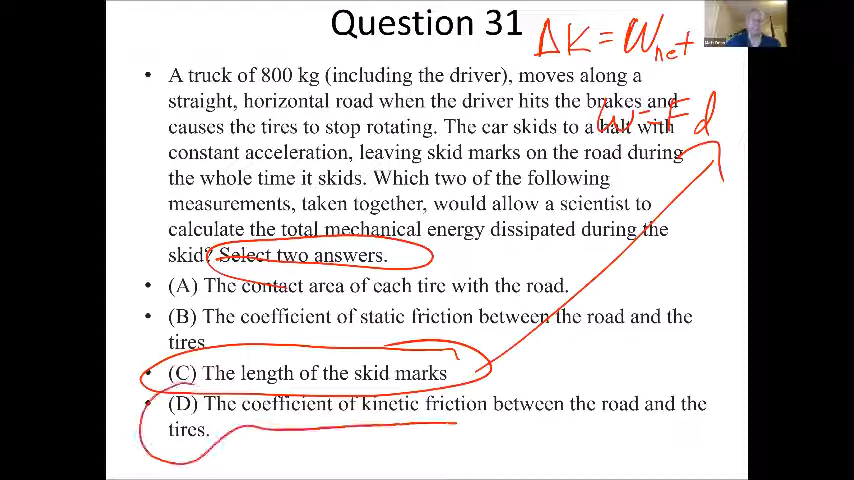 Question 31
ΔK = Wnet
• A truck of 800 kg (including the driver), moves along a
straight, horizontal road when the driver hits the brakes and
W = -Fd
causes the tires to stop rotating. The car skids to a halt with
constant acceleration, leaving skid marks on the road during
the whole time it skids. Which two of the following
measurements, taken together, would allow a scientist to
calculate the total mechanical energy dissipated during the
skid? Select two answers.
• (A) The contact area of each tire with the road.
• (B) The coefficient of static friction between the road and the
tires
• (C) The length of the skid marks
• (D) The coefficient of kinetic friction between the road and the
tires.